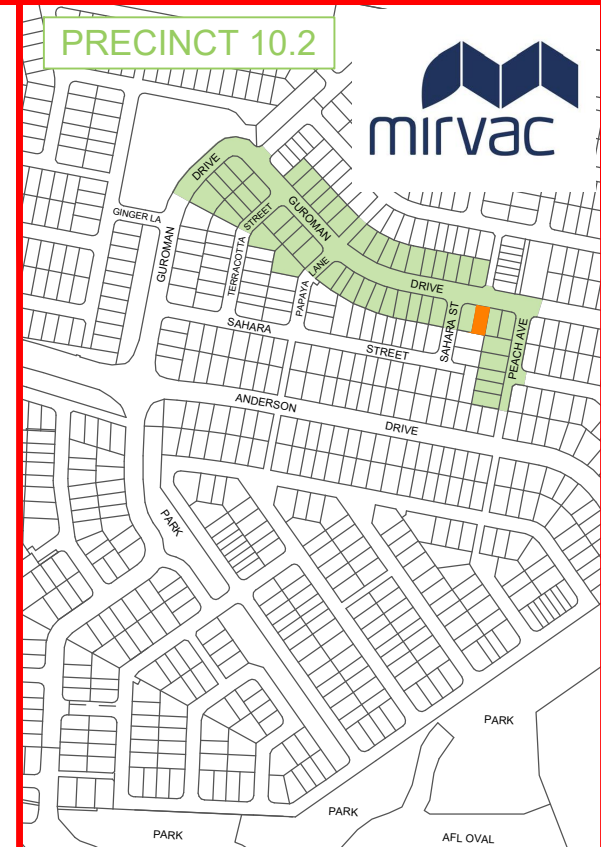 PRECINCT 10.2
mirvac
DRIVE
GINGER LA
STREET
GUROMAN
GUROMAN
TERRACOTTA
LANE
PAPAYA
DRIVE
SAHARA
SAHARA ST
STREET
PEACH AVE
ANDERSON
DRIVE
PARK
PARK
PARK
PARK
AFL OVAL